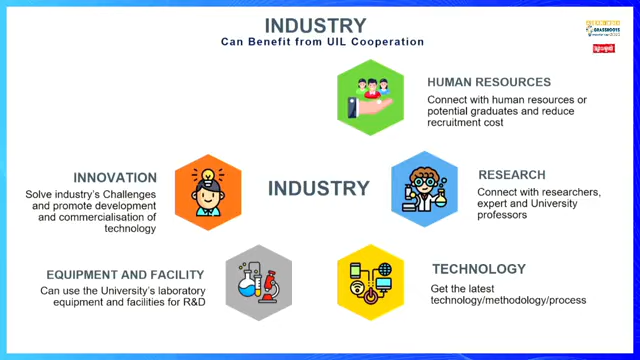 INDUSTRY
Can Benefit from UIL Cooperation
GRASSROOTS
HUMAN RESOURCES
Connect with human resources or
potential graduates and reduce
recruitment cost
INNOVATION
Solve industry's Challenges
and promote development
and commercialisation of
technology
INDUSTRY
RESEARCH
Connect with researchers,
expert and University
professors
EQUIPMENT AND FACILITY
Can use the University's laboratory
equipment and facilities for R&D
TECHNOLOGY
Get the latest
technology/methodology/process